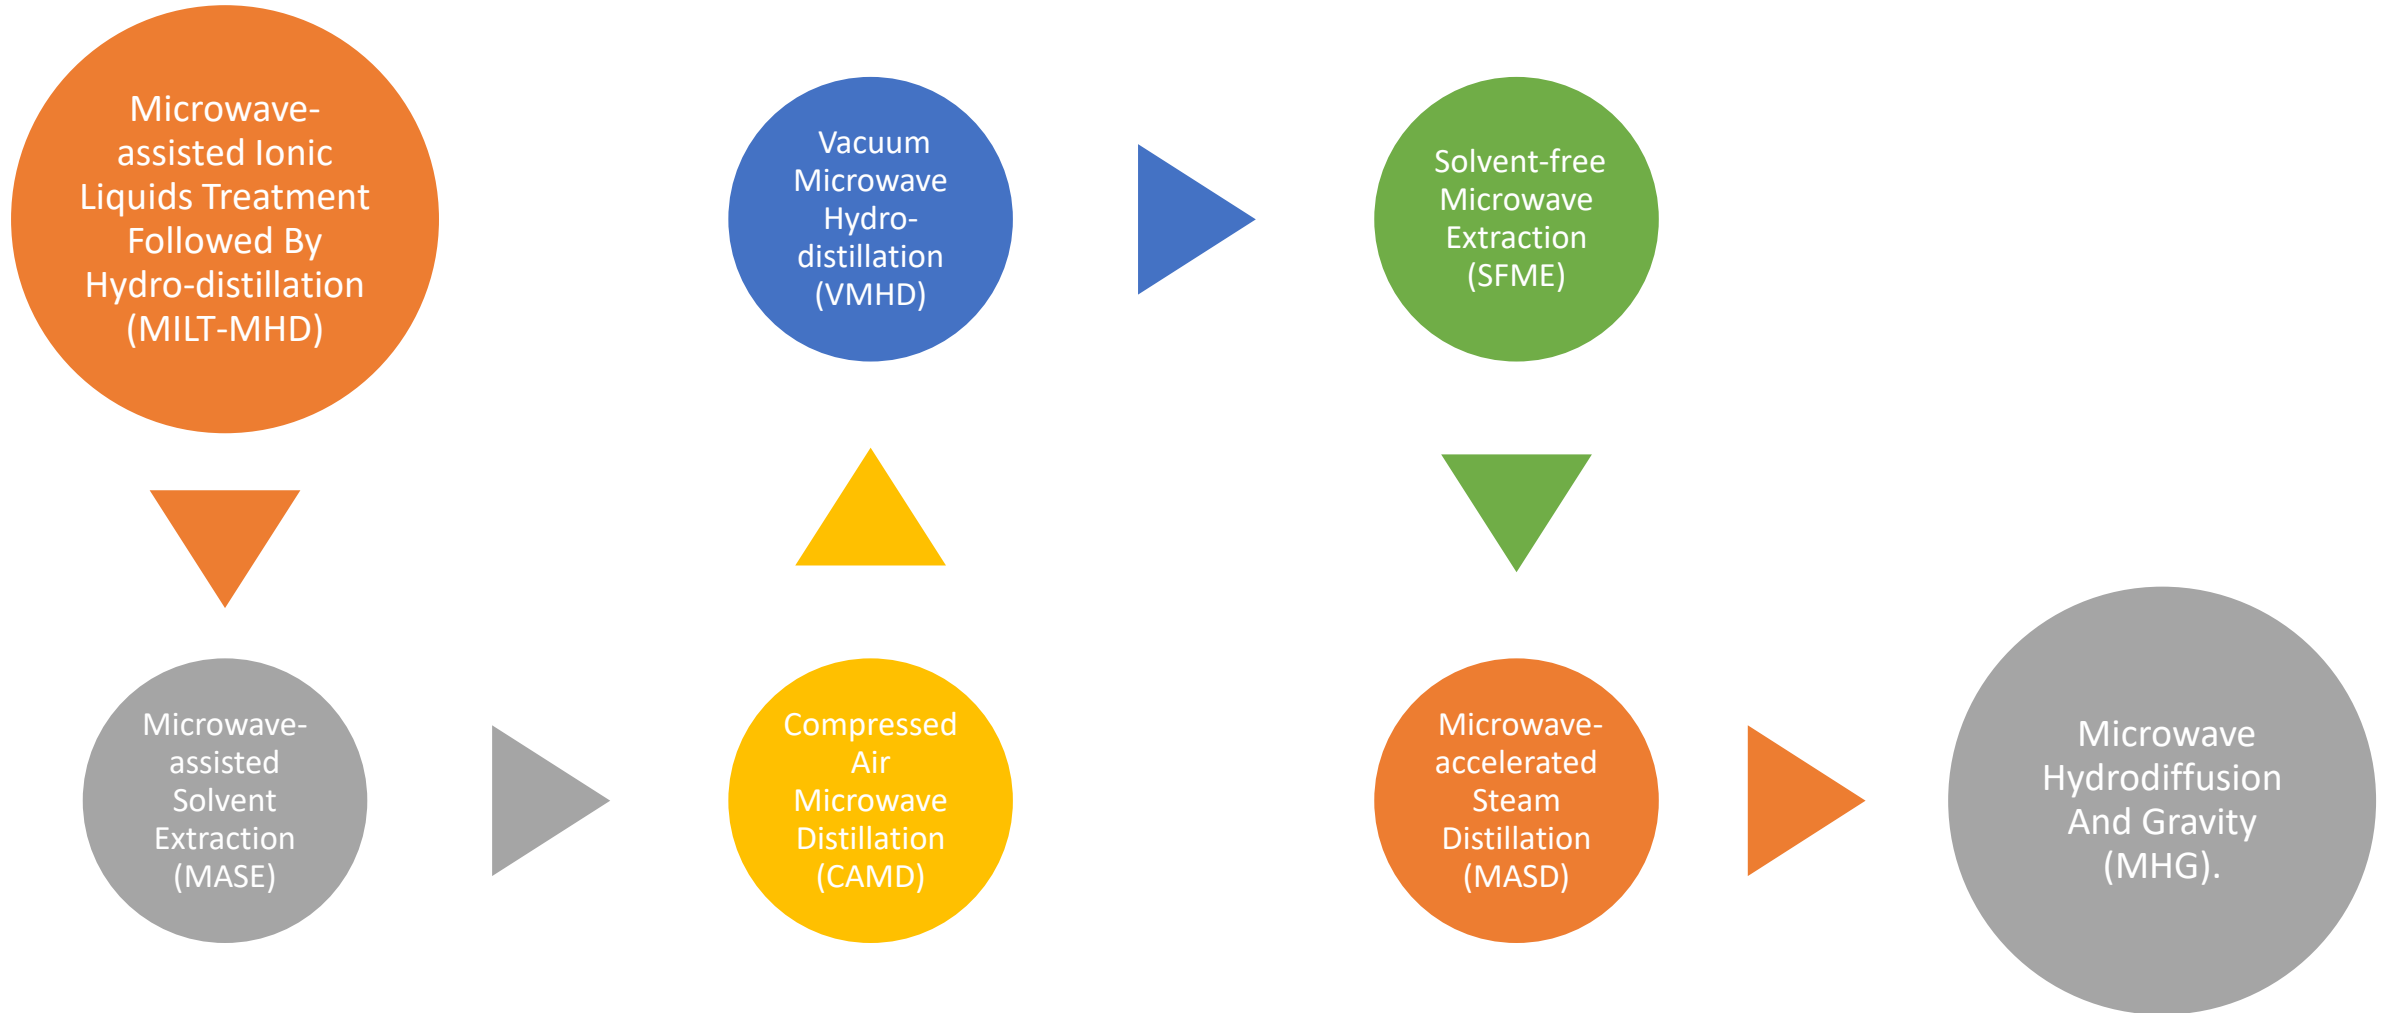 Microwave-
assisted Ionic
Liquids Treatment
Followed By
Hydro-distillation
(MILT-MHD)
Microwave-
assisted
Solvent
Extraction
(MASE)
Compressed
Air
Microwave
Distillation
(CAMD)
Vacuum
Microwave
Hydro-
distillation
(VMHD)
Solvent-free
Microwave
Extraction
(SFME)
Microwave-
accelerated
Steam
Distillation
(MASD)
Microwave
Hydrodiffusion
And Gravity
(MHG).